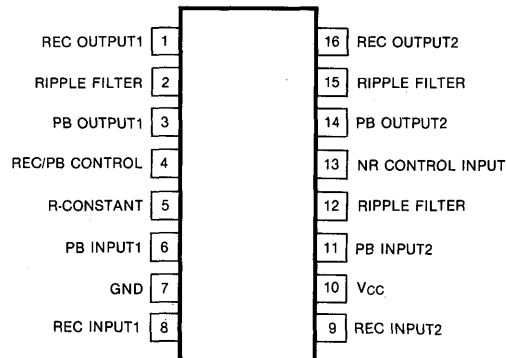 REC OUTPUT1 1 16 REC OUTPUT2
RIPPLE FILTER 2 15 RIPPLE FILTER
PB OUTPUT1 3 14 PB OUTPUT2
REC/PB CONTROL 4 13 NR CONTROL INPUT
R-CONSTANT 5 12 RIPPLE FILTER
PB INPUT1 6 11 PB INPUT2
GND 7 10 VCC
REC INPUT1 8 9 REC INPUT2